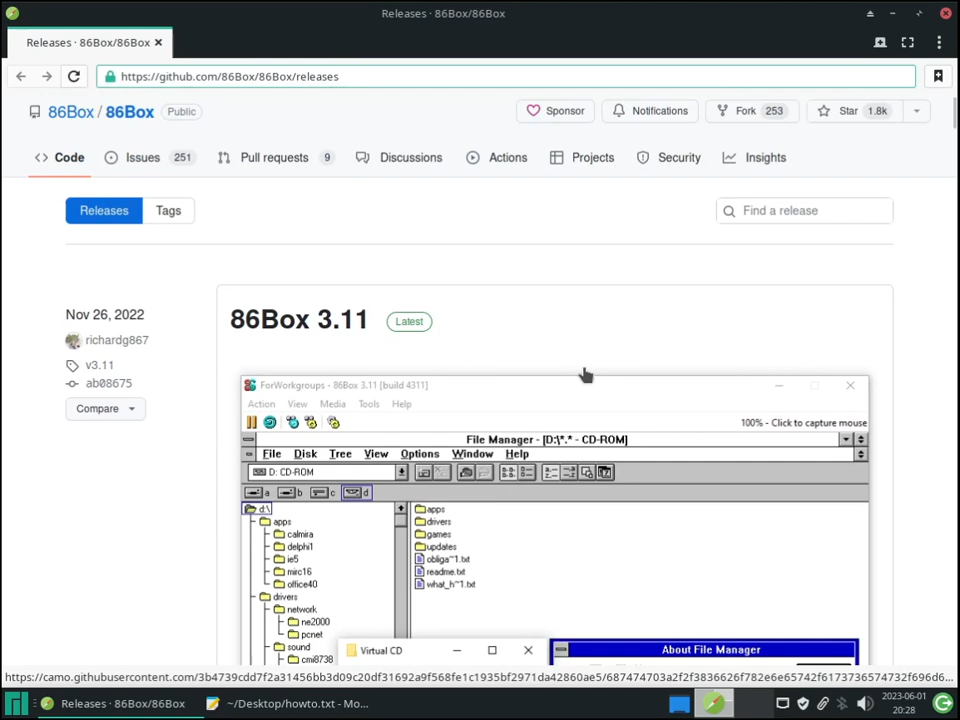 Releases · 86Box/86Box
Releases · 86Box/86Box
https://github.com/86Box/86Box/releases
86Box / 86Box Public
Sponsor Notifications Fork 253 Star 1.8k
Code Issues 251 Pull requests 9 Discussions Actions Projects Security Insights
Releases Tags Find a release
Nov 26, 2022
richardg867
v3.11
ab08675
Compare
86Box 3.11 Latest
ForWorkgroups - 86Box 3.11 [build 4311]
Action View Media Tools Help
100% - Click to capture mouse
File Manager - [D:\*.* - CD-ROM]
File Disk Tree View Options Window Help
D: CD-ROM
a b c d
d:\
apps
calmira
delphi1
ie5
mirc16
office40
drivers
network
ne2000
pcnet
sound
cmi8738
apps
drivers
games
updates
obliga~1.txt
readme.txt
what_h~1.txt
Virtual CD
About File Manager
https://camo.githubusercontent.com/3b4739cdd7f2a31456bb3d09c20df31692a9f568fe1c1935bf2971da42860ae5/687474703a2f2f3836626f782e6e65742f6173736574732f696d6...
Releases · 86Box/86Box
~/Desktop/howto.txt - Mo...
2023-06-01
20:28